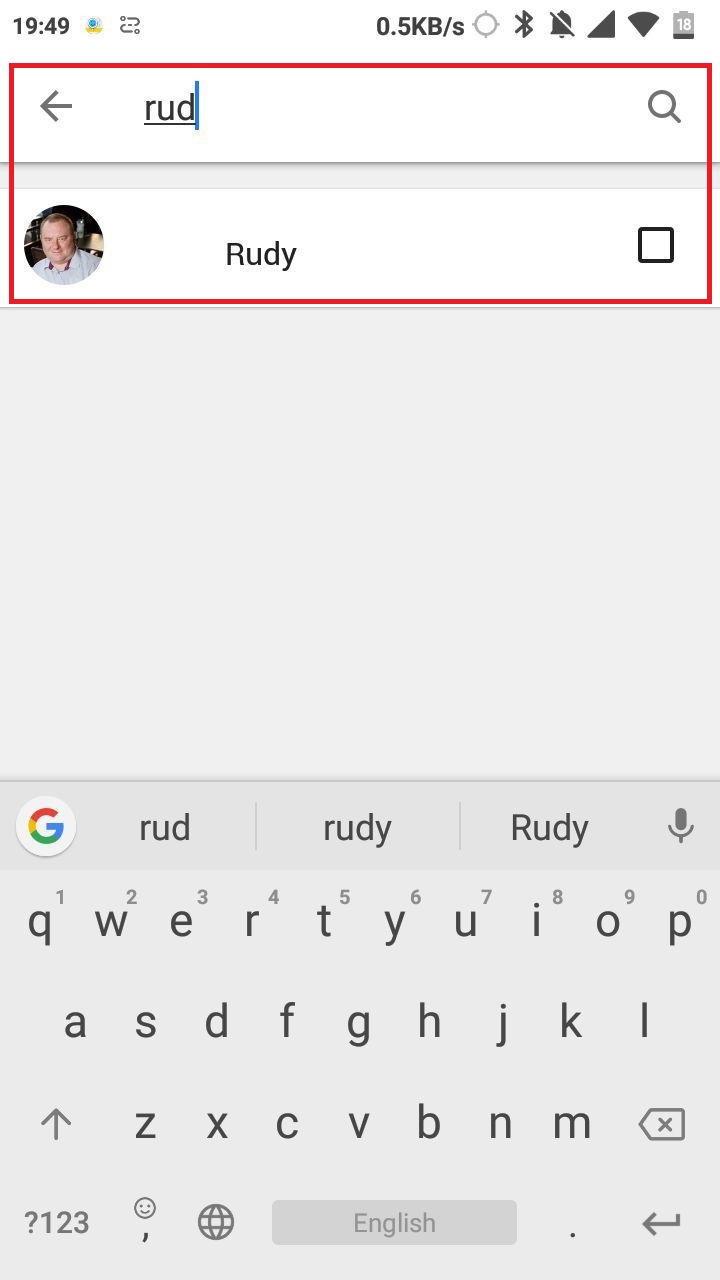 19:49 0.5KB/s 18
rud
Rudy
rud rudy Rudy
1 2 3 4 5 6 7 8 9 0
q w e r t y u i o p
a s d f g h j k l
z x c v b n m
?123 , English .